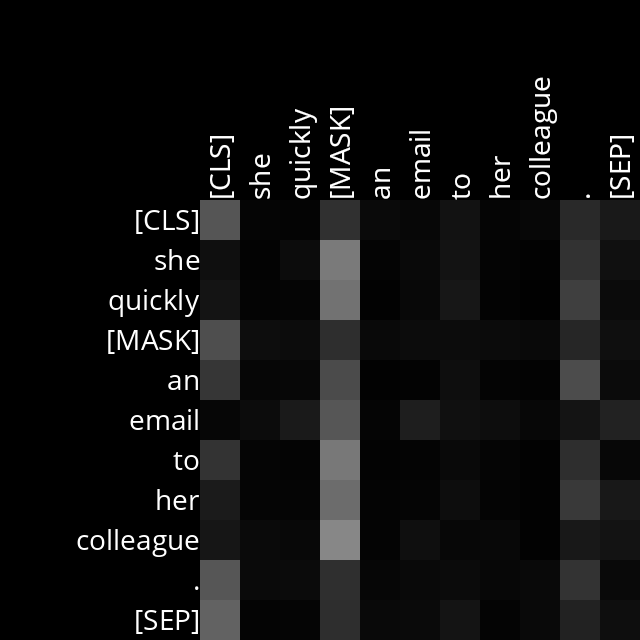 [CLS] she quickly [MASK] an email to her colleague . [SEP]
[CLS]
she
quickly
[MASK]
an
email
to
her
colleague
.
[SEP]